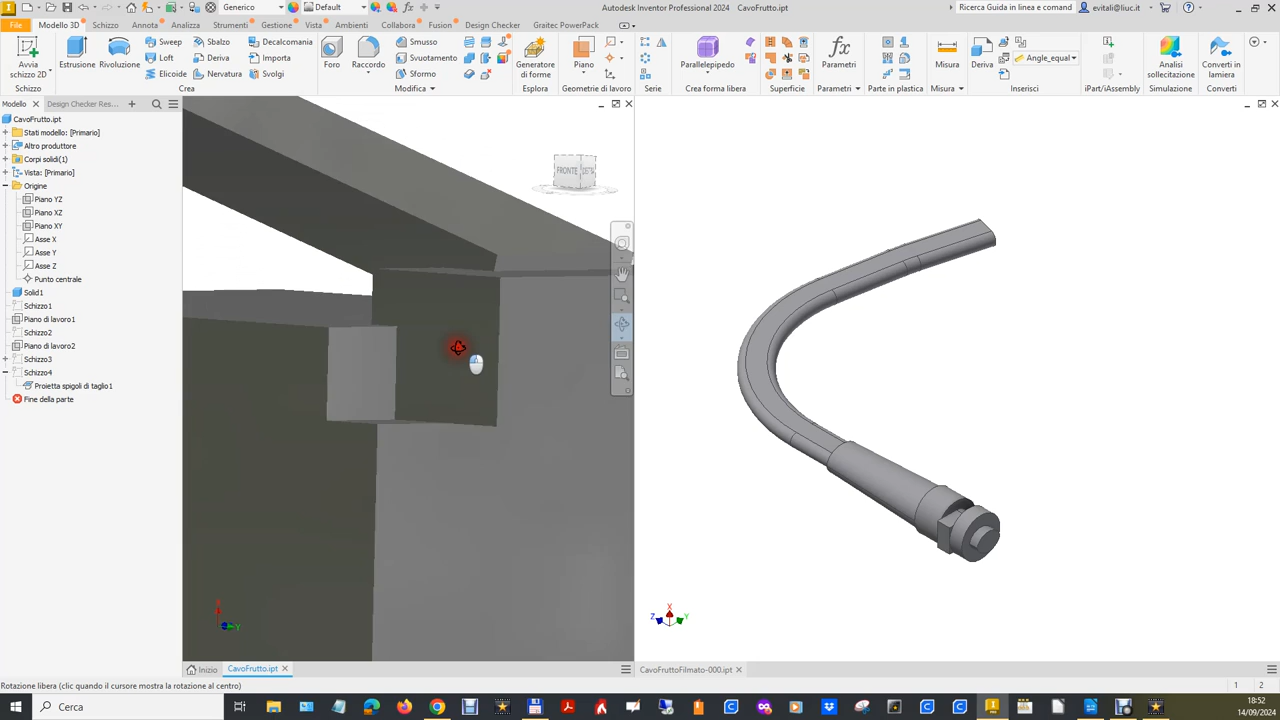 Generico
Default
Autodesk Inventor Professional 2024 CavoFrutto.ipt
Ricerca Guida in linea e comandi
evitali@liuc.it
File Modello 3D Schizzo Annota Analizza Strumenti Gestione Vista Ambienti Collabora Fusion Design Checker Graitec PowerPack
Avvia schizzo 2D
Estrusione
Rivoluzione
Sweep
Loft
Elicoide
Sbalzo
Deriva
Nervatura
Decalcomania
Importa
Svolgi
Foro
Raccordo
Smusso
Svuotamento
Sformo
Generatore di forme
Piano
Parallelepipedo
Parametri
Misura
Deriva
Angle_equal
Analisi sollecitazione
Converti in lamiera
Schizzo
Crea
Modifica
Esplora
Geometrie di lavoro
Serie
Crea forma libera
Superficie
Parametri
Parte in plastica
Misura
Inserisci
iPart/iAssembly
Simulazione
Converti
Modello
Design Checker Res...
CavoFrutto.ipt
Stati modello: [Primario]
Altro produttore
Corpi solidi(1)
Vista: [Primario]
Origine
Piano YZ
Piano XZ
Piano XY
Asse X
Asse Y
Asse Z
Punto centrale
Solid1
Schizzo1
Piano di lavoro1
Schizzo2
Piano di lavoro2
Schizzo3
Schizzo4
Proietta spigoli di taglio1
Fine della parte
FRONTE
X
Y
X
Z
Y
Inizio
CavoFrutto.ipt
CavoFruttoFilmato-000.ipt
Rotazione libera (clic quando il cursore mostra la rotazione al centro)
1 2
Cerca
18:52
14/09/2024